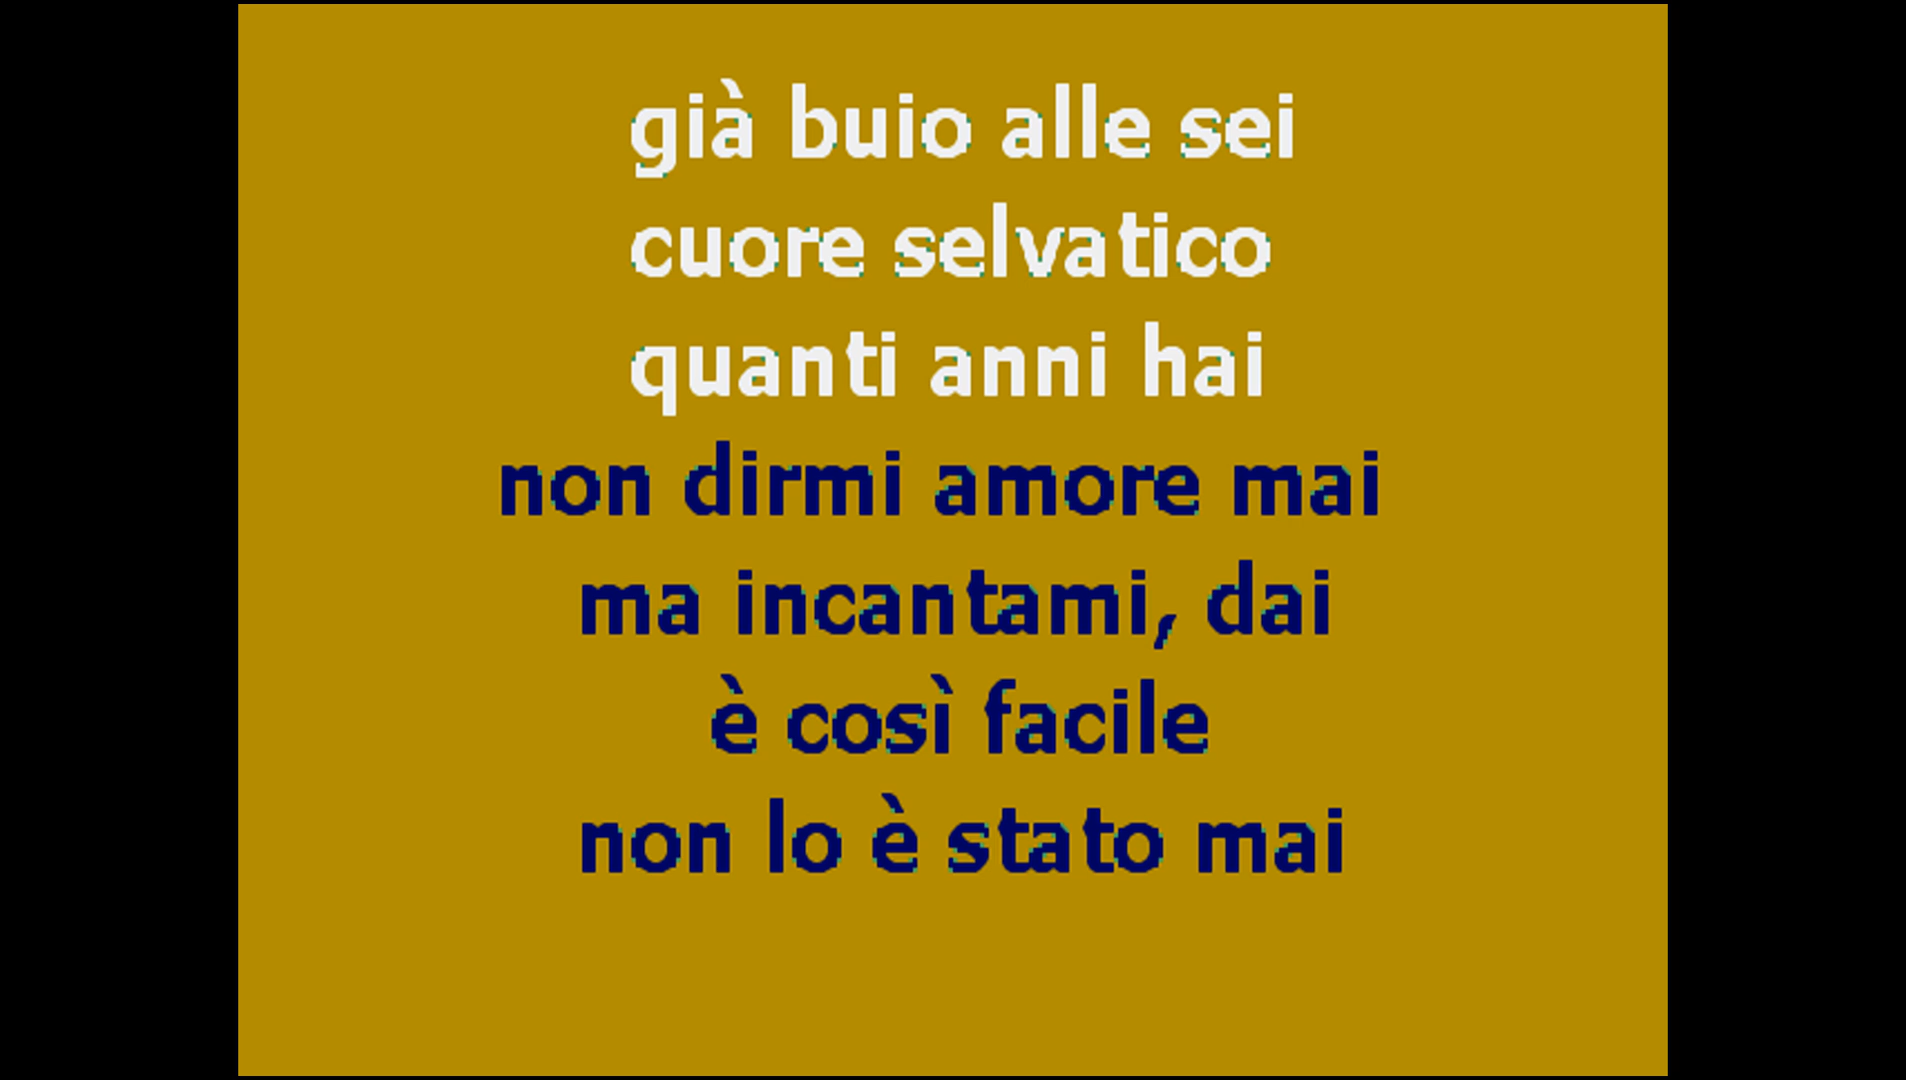 già buio alle sei
cuore selvatico
quanti anni hai
non dirmi amore mai
ma incantami, dai
è così facile
non lo è stato mai